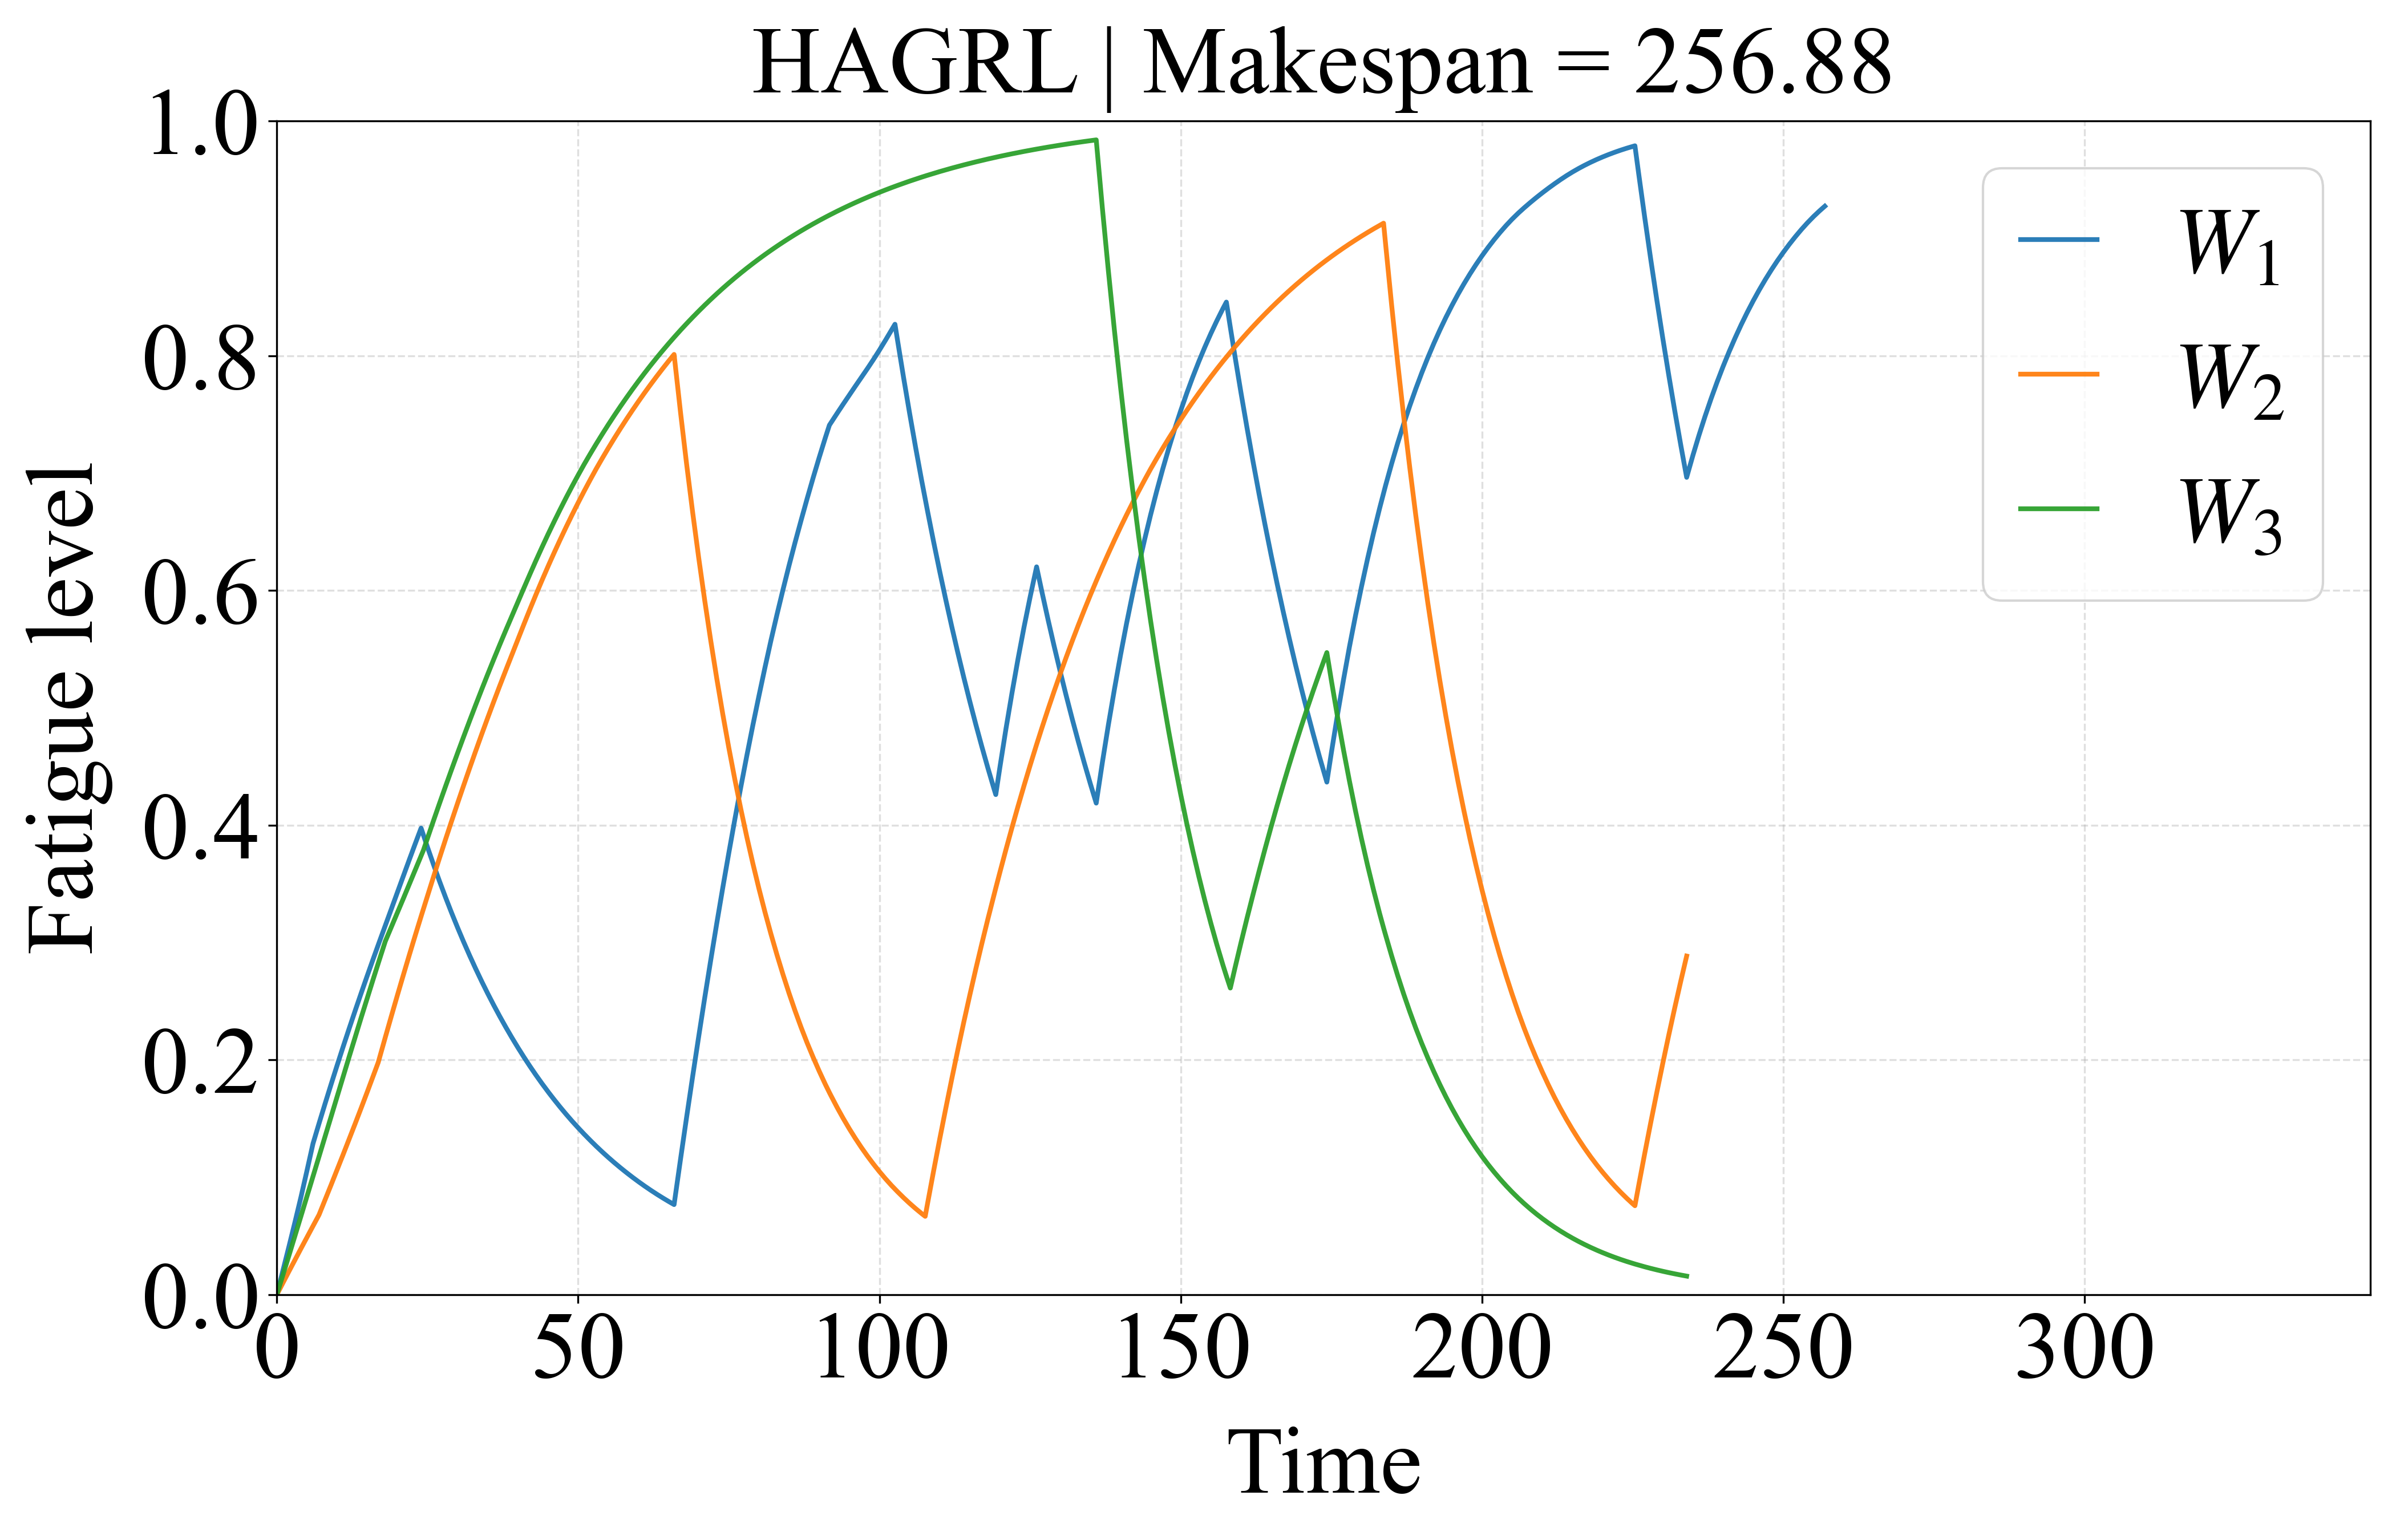 HAGRL | Makespan = 256.88
1.0
0.8
0.6
0.4
0.2
0.0
Fatigue level
0 50 100 150 200 250 300
Time
W₁
W₂
W₃